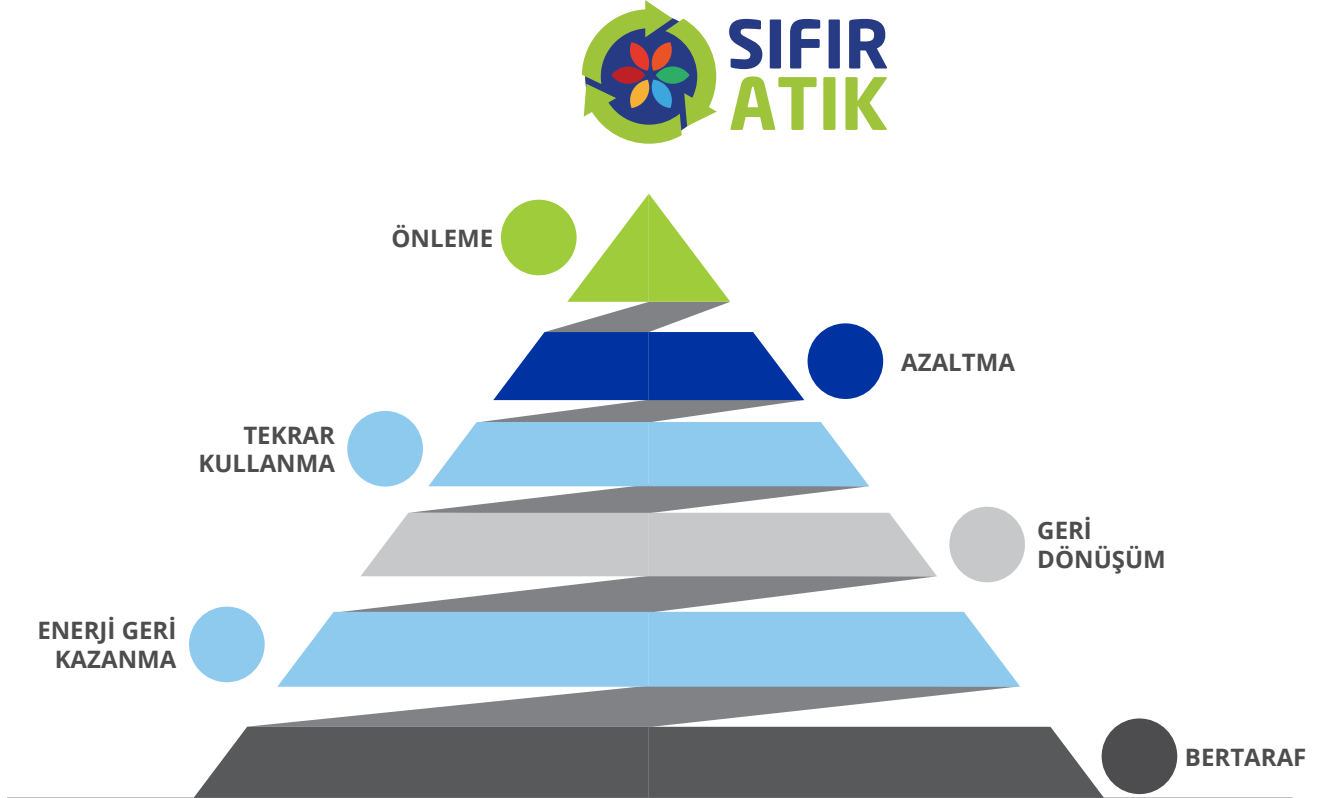 SIFIR
ATIK
ÖNLEME
AZALTMA
TEKRAR
KULLANMA
GERİ
DÖNÜŞÜM
ENERJİ GERİ
KAZANMA
BERTARAF